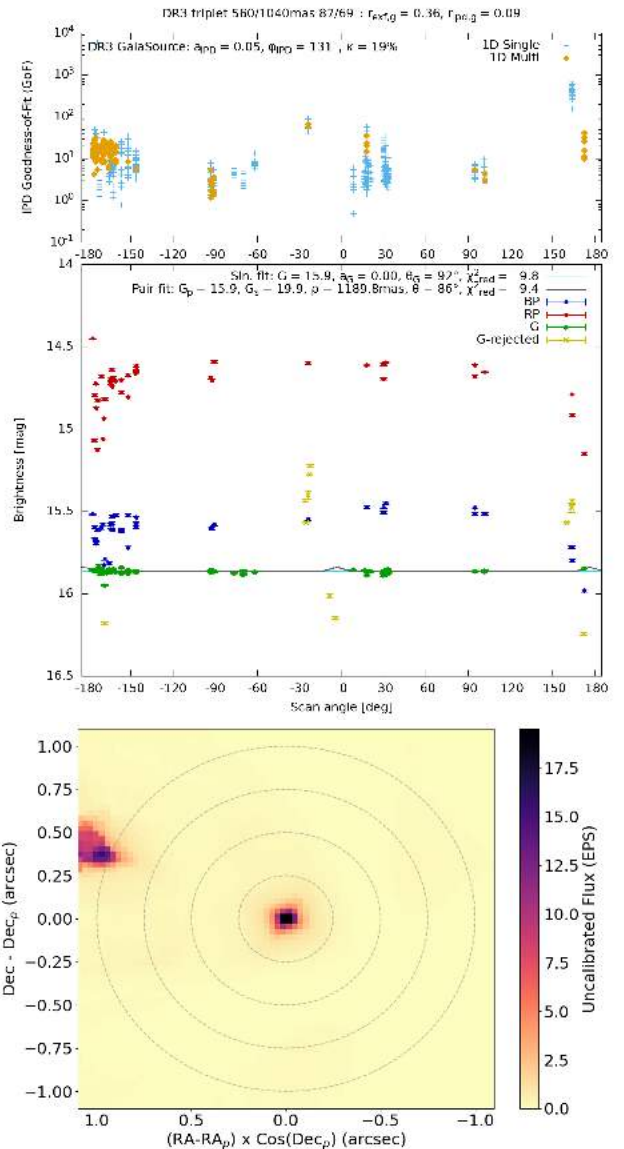 DR3 triplet 560/1040mas 87/69 : r_exf,g = 0.36, r_pd,g = 0.09
DR3 GaiaSource: a_IPD = 0.05, φ_IPD = 131 , κ = 19%
1D Single
1D Multi
10^5
10^4
10^3
10^2
10^1
10^0
10^-1
IPD Goodness-of-Fit (GoF)
-180 -150 -120 -90 -60 -30 0 30 60 90 120 150 180
Sin. fit: G = 15.9, a_G = 0.00, θ_G = 92°, χ²_red = 9.8
Pair fit: G_p = 15.9, G_s = 19.9, ρ = 1189.8mas, θ = 86°, χ²_red = 9.4
BP
RP
G
G-rejected
14
14.5
15
15.5
16
16.5
Brightness [mag]
-180 -150 -120 -90 -60 -30 0 30 60 90 120 150 180
Scan angle [deg]
1.00
0.75
0.50
0.25
0.00
−0.25
−0.50
−0.75
−1.00
Dec - Dec_p (arcsec)
1.0 0.5 0.0 −0.5 −1.0
(RA-RA_p) x Cos(Dec_p) (arcsec)
17.5
15.0
12.5
10.0
7.5
5.0
2.5
0.0
Uncalibrated Flux (EPS)